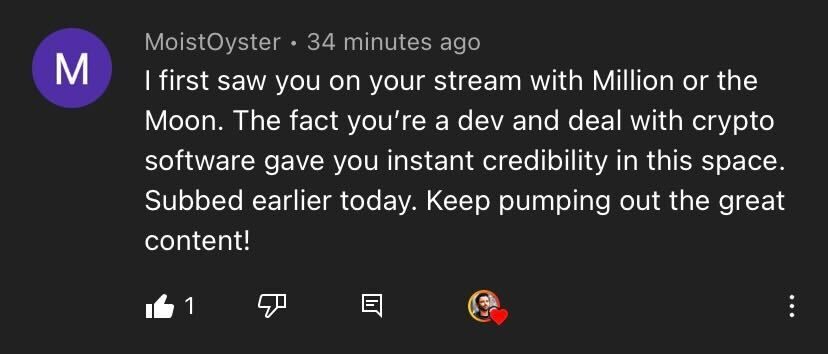 M
MoistOyster • 34 minutes ago
I first saw you on your stream with Million or the
Moon. The fact you’re a dev and deal with crypto
software gave you instant credibility in this space.
Subbed earlier today. Keep pumping out the great
content!
1